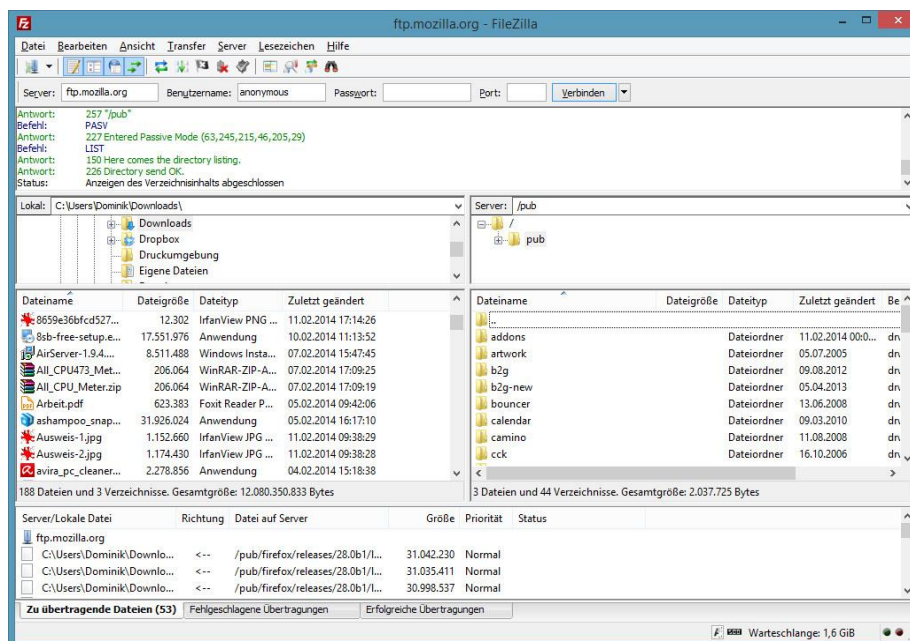 ftp.mozilla.org - FileZilla
Datei Bearbeiten Ansicht Transfer Server Lesezeichen Hilfe
Server: ftp.mozilla.org Benutzername: anonymous Passwort: Port: Verbinden
Antwort: 257 "/pub"
Befehl: PASV
Antwort: 227 Entered Passive Mode (63,245,215,46,205,29)
Befehl: LIST
Antwort: 150 Here comes the directory listing.
Antwort: 226 Directory send OK.
Status: Anzeigen des Verzeichnisinhalts abgeschlossen
Lokal: C:\Users\Dominik\Downloads\
Downloads
Dropbox
Druckumgebung
Eigene Dateien
Server: /pub
/
pub
Dateiname Dateigröße Dateityp Zuletzt geändert
8659e36bfcd527... 12.302 IrfanView PNG ... 11.02.2014 17:14:26
8sb-free-setup.e... 17.551.976 Anwendung 10.02.2014 11:13:52
AirServer-1.9.4.... 8.511.488 Windows Insta... 07.02.2014 15:47:45
All_CPU473_Met... 206.064 WinRAR-ZIP-A... 07.02.2014 17:09:25
All_CPU_Meter.zip 206.064 WinRAR-ZIP-A... 07.02.2014 17:09:19
Arbeit.pdf 623.383 Foxit Reader P... 05.02.2014 09:42:06
ashampoo_snap... 31.926.024 Anwendung 05.02.2014 16:17:10
Ausweis-1.jpg 1.152.660 IrfanView JPG ... 11.02.2014 09:38:29
Ausweis-2.jpg 1.174.430 IrfanView JPG ... 11.02.2014 09:38:28
avira_pc_cleaner... 2.278.856 Anwendung 04.02.2014 15:18:38
188 Dateien und 3 Verzeichnisse. Gesamtgröße: 12.080.350.833 Bytes
Dateiname Dateigröße Dateityp Zuletzt geändert Be
..
addons Dateiordner 11.02.2014 00:0... drv
artwork Dateiordner 05.07.2005 drv
b2g Dateiordner 09.08.2012 drv
b2g-new Dateiordner 05.04.2013 drv
bouncer Dateiordner 13.06.2008 drv
calendar Dateiordner 09.03.2010 drv
camino Dateiordner 11.08.2008 drv
cck Dateiordner 16.10.2006 drv
3 Dateien und 44 Verzeichnisse. Gesamtgröße: 2.037.725 Bytes
Server/Lokale Datei Richtung Datei auf Server Größe Priorität Status
ftp.mozilla.org
C:\Users\Dominik\Downlo... <-- /pub/firefox/releases/28.0b1/l... 31.042.230 Normal
C:\Users\Dominik\Downlo... <-- /pub/firefox/releases/28.0b1/l... 31.035.411 Normal
C:\Users\Dominik\Downlo... <-- /pub/firefox/releases/28.0b1/l... 30.998.537 Normal
Zu übertragende Dateien (53) Fehlgeschlagene Übertragungen Erfolgreiche Übertragungen
Warteschlange: 1,6 GiB